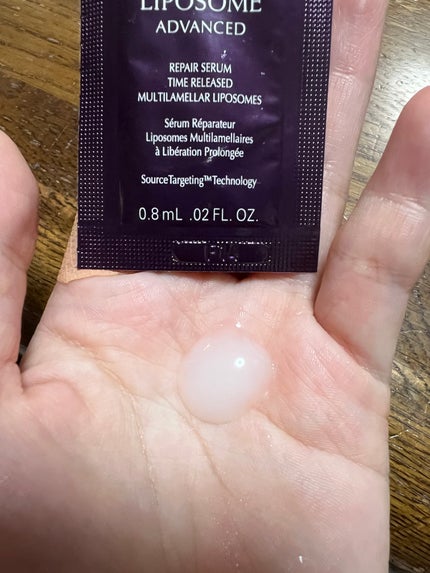 LIPOSOME
ADVANCED
REPAIR SERUM
TIME RELEASED
MULTILAMELLAR LIPOSOMES
Sérum Réparateur
Liposomes Multilamellaires
à Libération Prolongée
SourceTargeting™Technology
0.8 mL .02 FL. OZ.